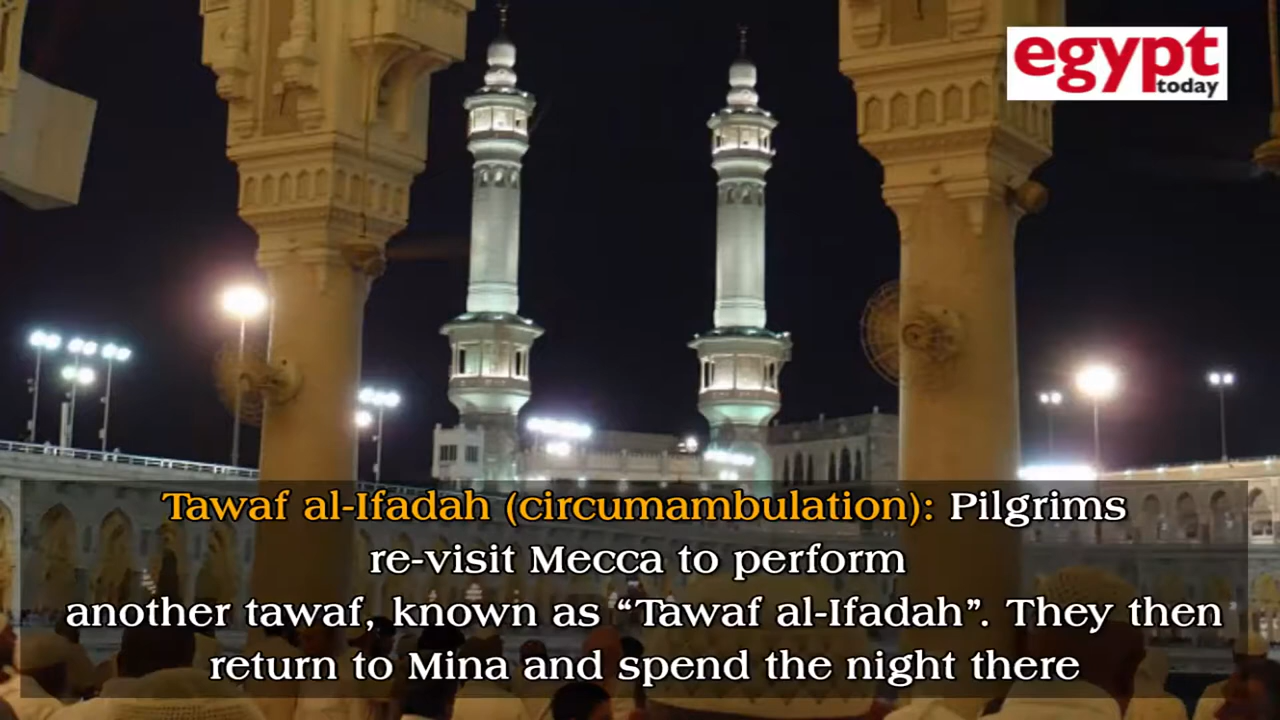 egypt
today
Tawaf al-Ifadah (circumambulation): Pilgrims
re-visit Mecca to perform
another tawaf, known as “Tawaf al-Ifadah”. They then
return to Mina and spend the night there